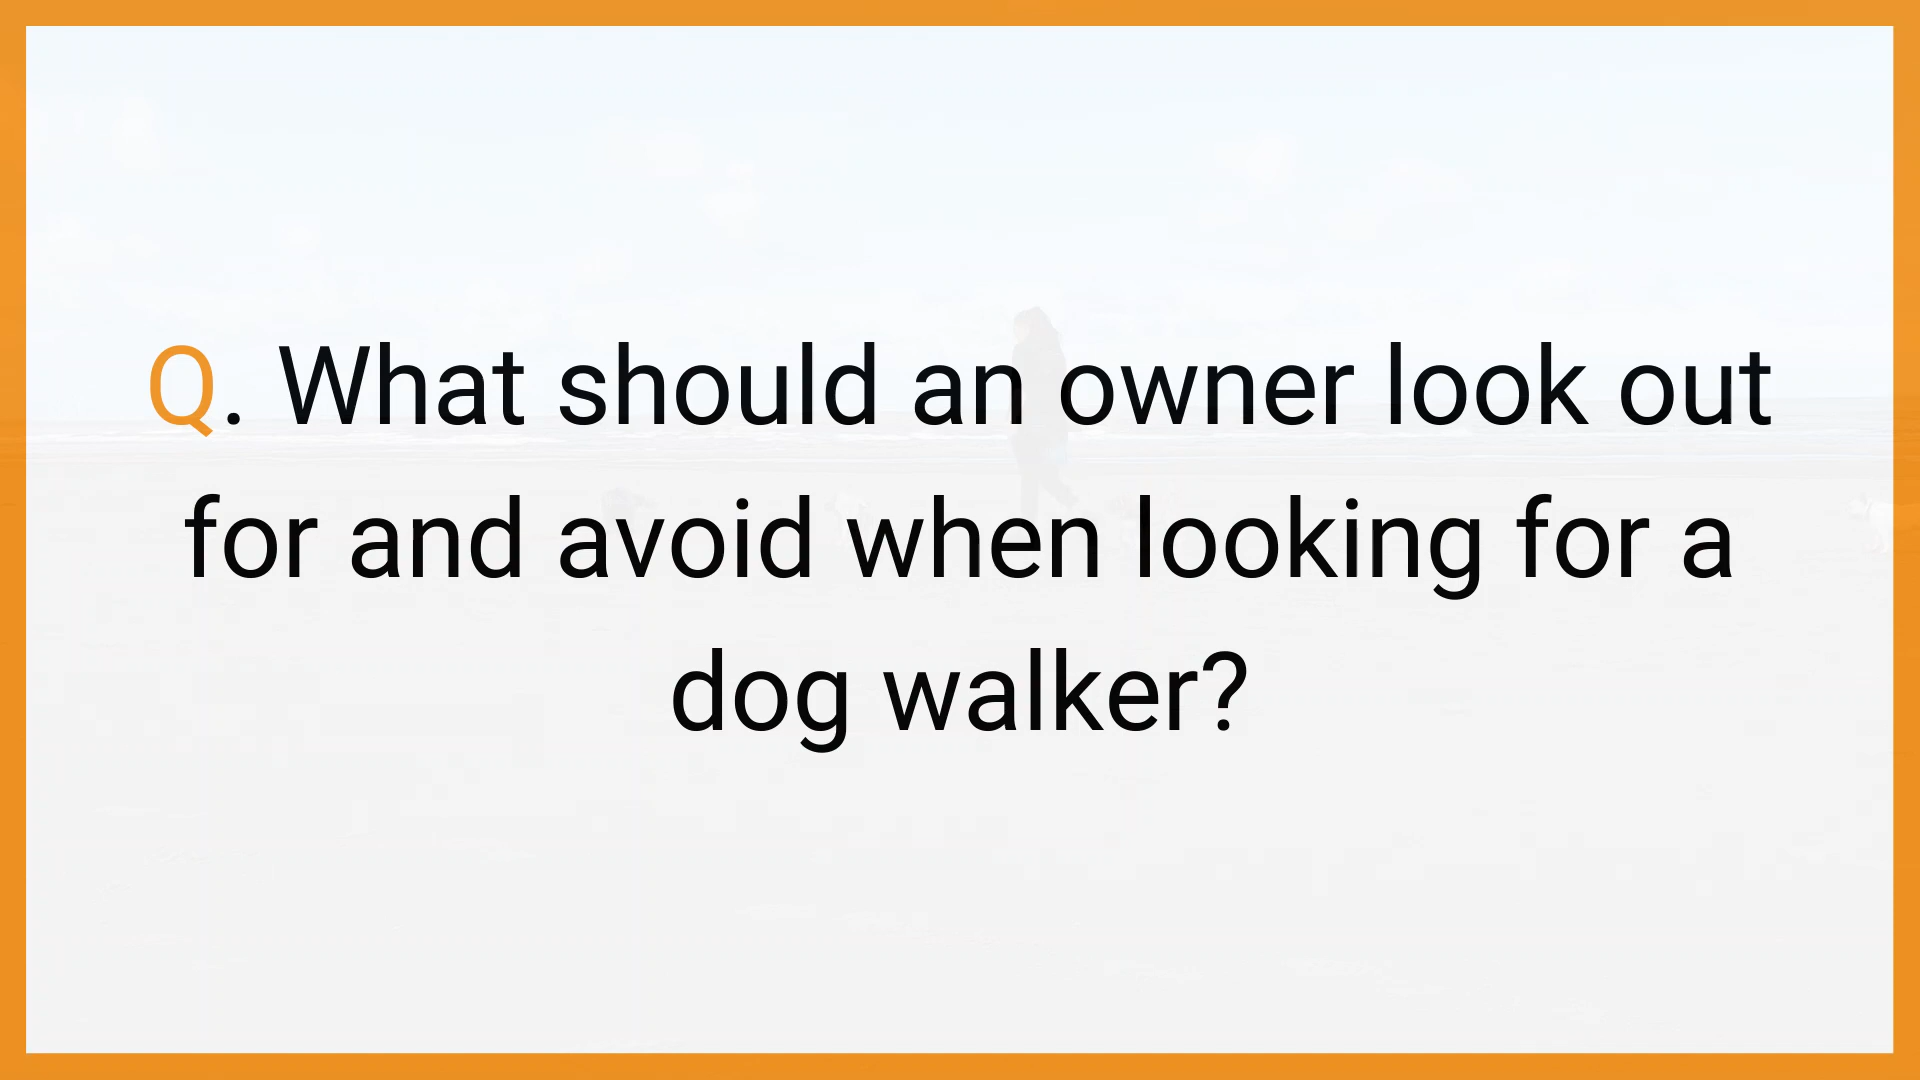 Q. What should an owner look out
for and avoid when looking for a
dog walker?